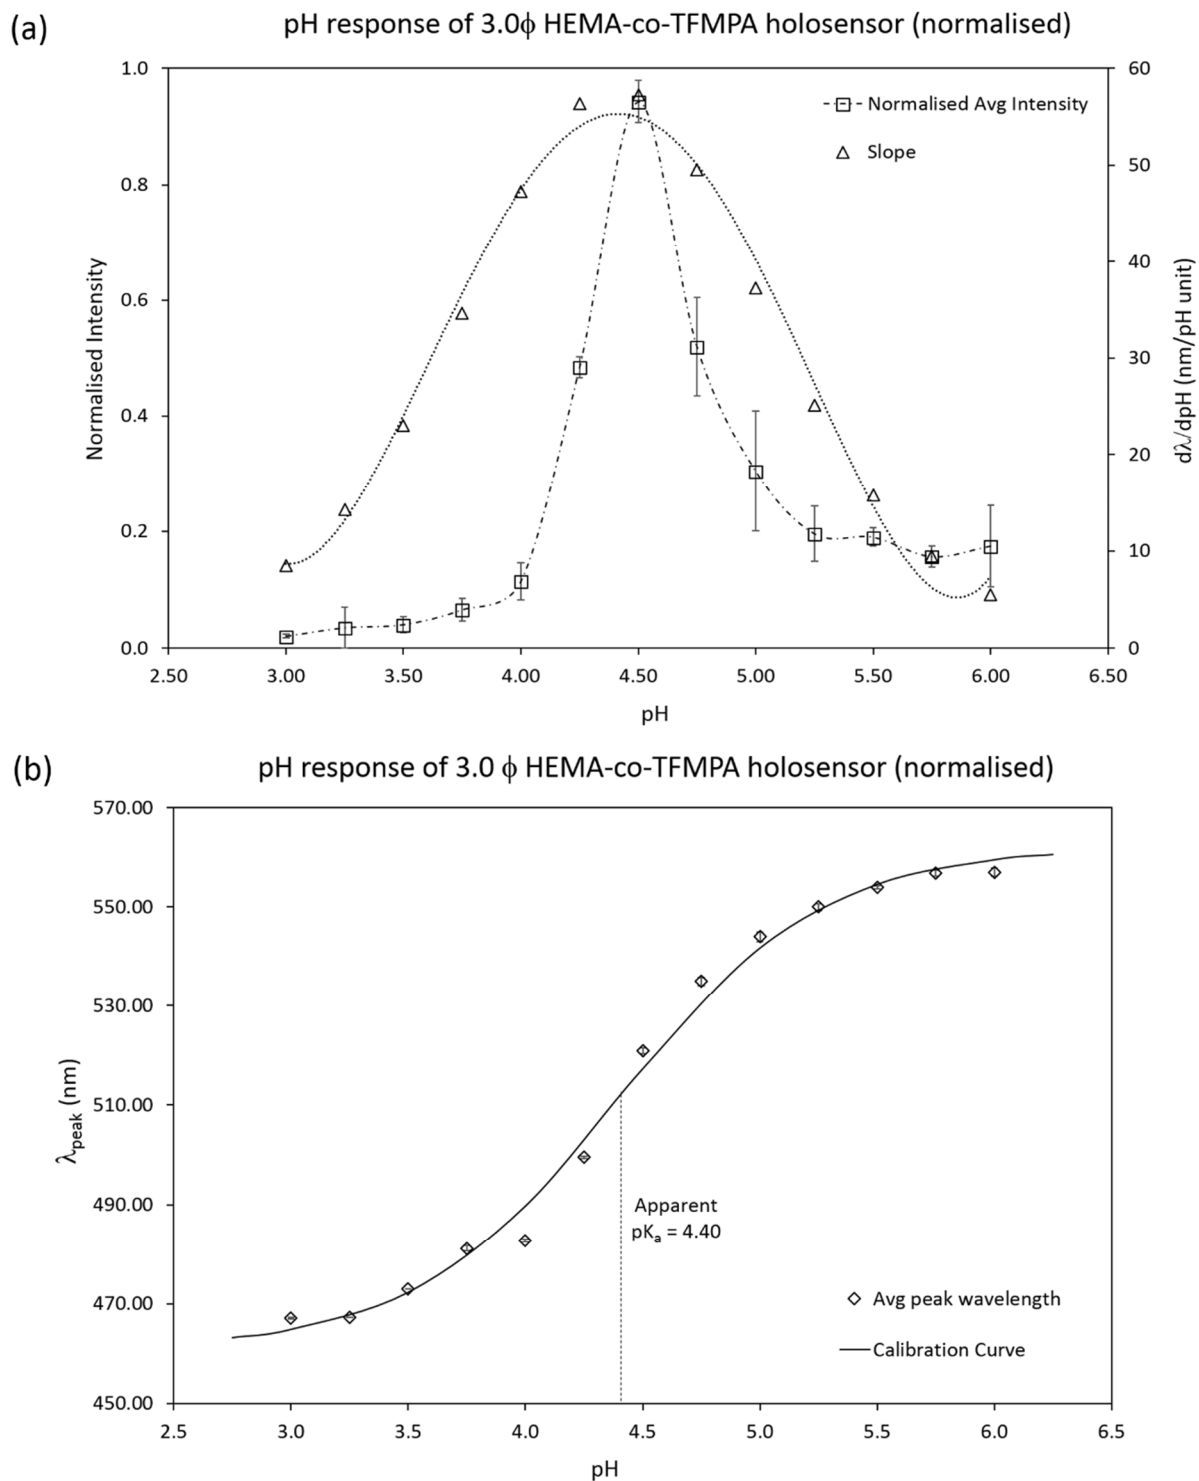 (a)
pH response of 3.0ϕ HEMA-co-TFMPA holosensor (normalised)
1.0
0.8
0.6
0.4
0.2
0.0
Normalised Intensity
60
50
40
30
20
10
0
dλ/dpH (nm/pH unit)
Normalised Avg Intensity
Slope
2.50 3.00 3.50 4.00 4.50 5.00 5.50 6.00 6.50
pH
(b)
pH response of 3.0 ϕ HEMA-co-TFMPA holosensor (normalised)
570.00
550.00
530.00
510.00
490.00
470.00
450.00
λpeak (nm)
Apparent
pKa = 4.40
Avg peak wavelength
Calibration Curve
2.5 3.0 3.5 4.0 4.5 5.0 5.5 6.0 6.5
pH